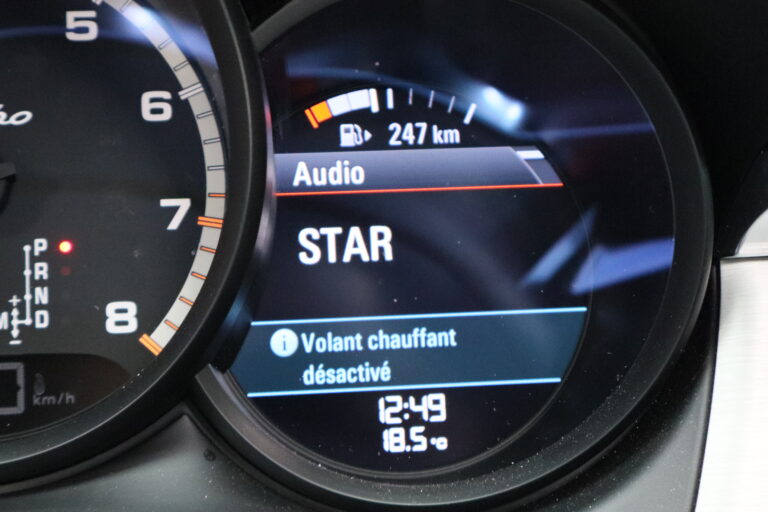 5
6
7
8
P
R
N
M D
+
-
km/h
247 km
Audio
STAR
i Volant chauffant
désactivé
12:49
18.5°C